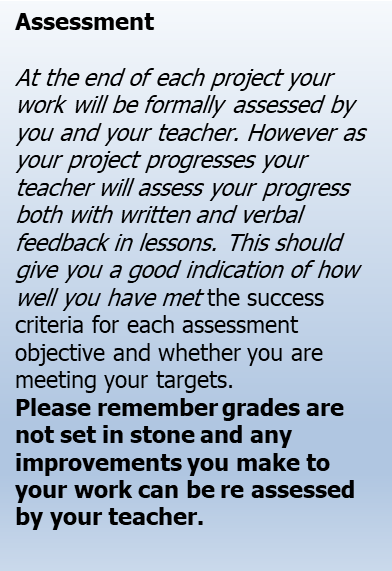 Assessment
At the end of each project your
work will be formally assessed by
you and your teacher. However as
your project progresses your
teacher will assess your progress
both with written and verbal
feedback in lessons. This should
give you a good indication of how
well you have met the success
criteria for each assessment
objective and whether you are
meeting your targets.
Please remember grades are
not set in stone and any
improvements you make to
your work can be re assessed
by your teacher.